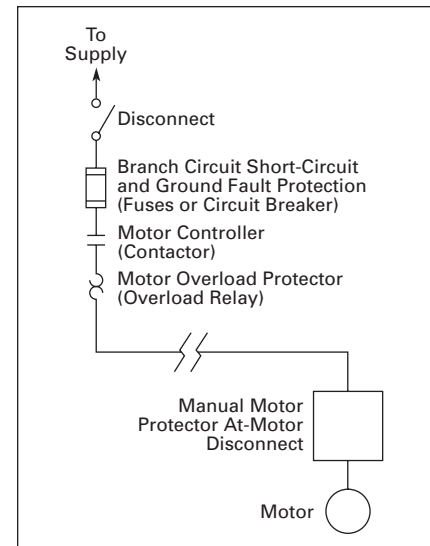 To
Supply
Disconnect
Branch Circuit Short-Circuit
and Ground Fault Protection
(Fuses or Circuit Breaker)
Motor Controller
(Contactor)
Motor Overload Protector
(Overload Relay)
Manual Motor
Protector At-Motor
Disconnect
Motor